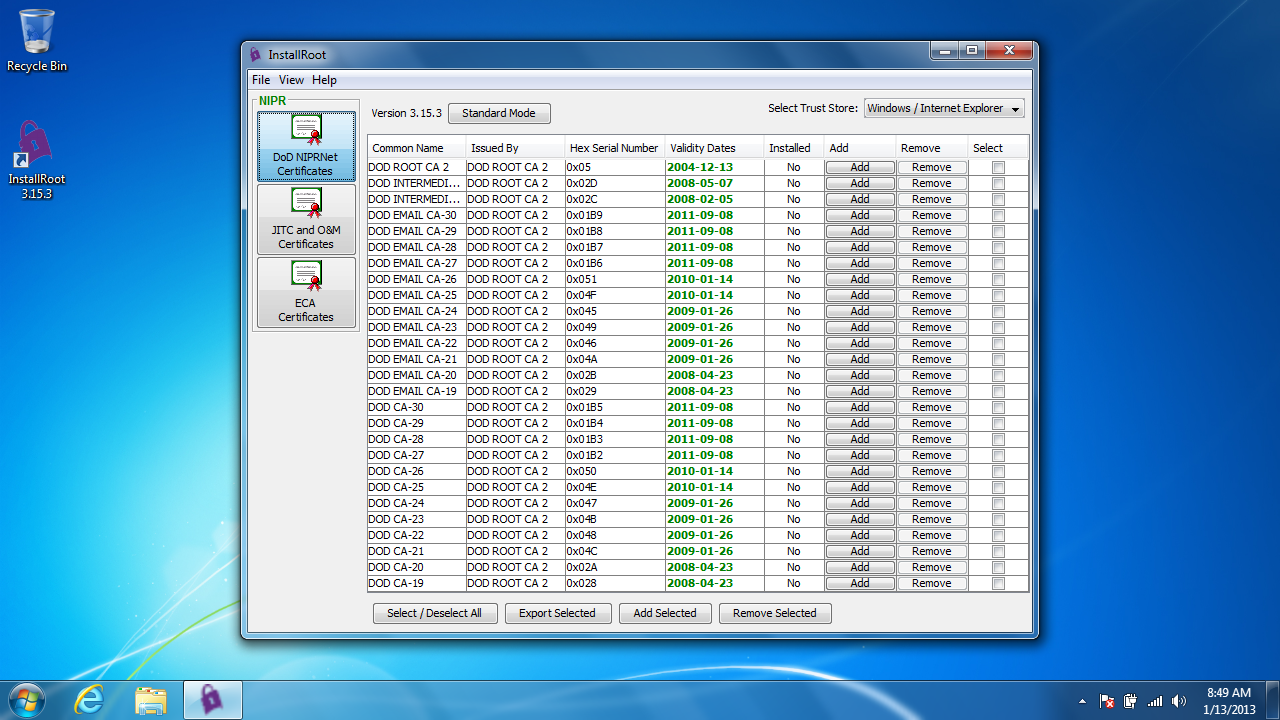 Recycle Bin
InstallRoot
3.15.3
InstallRoot
File View Help
NIPR
DoD NIPRNet
Certificates
JITC and O&M
Certificates
ECA
Certificates
Version 3.15.3 Standard Mode Select Trust Store: Windows / Internet Explorer
Common Name Issued By Hex Serial Number Validity Dates Installed Add Remove Select
DOD ROOT CA 2 DOD ROOT CA 2 0x05 2004-12-13 No Add Remove
DOD INTERMEDI... DOD ROOT CA 2 0x02D 2008-05-07 No Add Remove
DOD INTERMEDI... DOD ROOT CA 2 0x02C 2008-02-05 No Add Remove
DOD EMAIL CA-30 DOD ROOT CA 2 0x01B9 2011-09-08 No Add Remove
DOD EMAIL CA-29 DOD ROOT CA 2 0x01B8 2011-09-08 No Add Remove
DOD EMAIL CA-28 DOD ROOT CA 2 0x01B7 2011-09-08 No Add Remove
DOD EMAIL CA-27 DOD ROOT CA 2 0x01B6 2011-09-08 No Add Remove
DOD EMAIL CA-26 DOD ROOT CA 2 0x051 2010-01-14 No Add Remove
DOD EMAIL CA-25 DOD ROOT CA 2 0x04F 2010-01-14 No Add Remove
DOD EMAIL CA-24 DOD ROOT CA 2 0x045 2009-01-26 No Add Remove
DOD EMAIL CA-23 DOD ROOT CA 2 0x049 2009-01-26 No Add Remove
DOD EMAIL CA-22 DOD ROOT CA 2 0x046 2009-01-26 No Add Remove
DOD EMAIL CA-21 DOD ROOT CA 2 0x04A 2009-01-26 No Add Remove
DOD EMAIL CA-20 DOD ROOT CA 2 0x02B 2008-04-23 No Add Remove
DOD EMAIL CA-19 DOD ROOT CA 2 0x029 2008-04-23 No Add Remove
DOD CA-30 DOD ROOT CA 2 0x01B5 2011-09-08 No Add Remove
DOD CA-29 DOD ROOT CA 2 0x01B4 2011-09-08 No Add Remove
DOD CA-28 DOD ROOT CA 2 0x01B3 2011-09-08 No Add Remove
DOD CA-27 DOD ROOT CA 2 0x01B2 2011-09-08 No Add Remove
DOD CA-26 DOD ROOT CA 2 0x050 2010-01-14 No Add Remove
DOD CA-25 DOD ROOT CA 2 0x04E 2010-01-14 No Add Remove
DOD CA-24 DOD ROOT CA 2 0x047 2009-01-26 No Add Remove
DOD CA-23 DOD ROOT CA 2 0x04B 2009-01-26 No Add Remove
DOD CA-22 DOD ROOT CA 2 0x048 2009-01-26 No Add Remove
DOD CA-21 DOD ROOT CA 2 0x04C 2009-01-26 No Add Remove
DOD CA-20 DOD ROOT CA 2 0x02A 2008-04-23 No Add Remove
DOD CA-19 DOD ROOT CA 2 0x028 2008-04-23 No Add Remove
Select / Deselect All Export Selected Add Selected Remove Selected
8:49 AM
1/13/2013